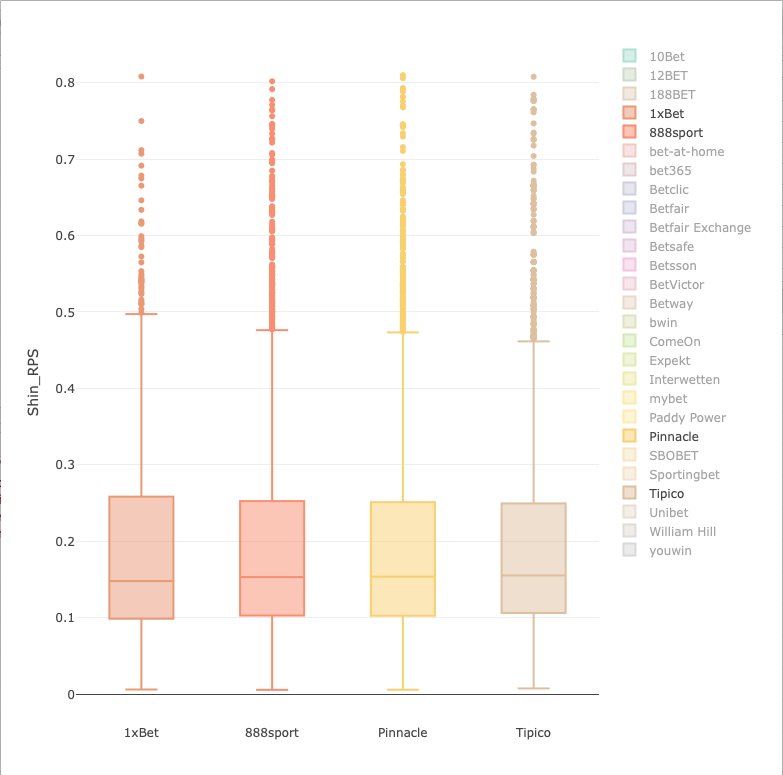 Shin_RPS
0.8
0.7
0.6
0.5
0.4
0.3
0.2
0.1
0
1xBet
888sport
Pinnacle
Tipico
10Bet
12BET
188BET
1xBet
888sport
bet-at-home
bet365
Betclic
Betfair
Betfair Exchange
Betsafe
Betsson
BetVictor
Betway
bwin
ComeOn
Expekt
Interwetten
mybet
Paddy Power
Pinnacle
SBOBET
Sportingbet
Tipico
Unibet
William Hill
youwin